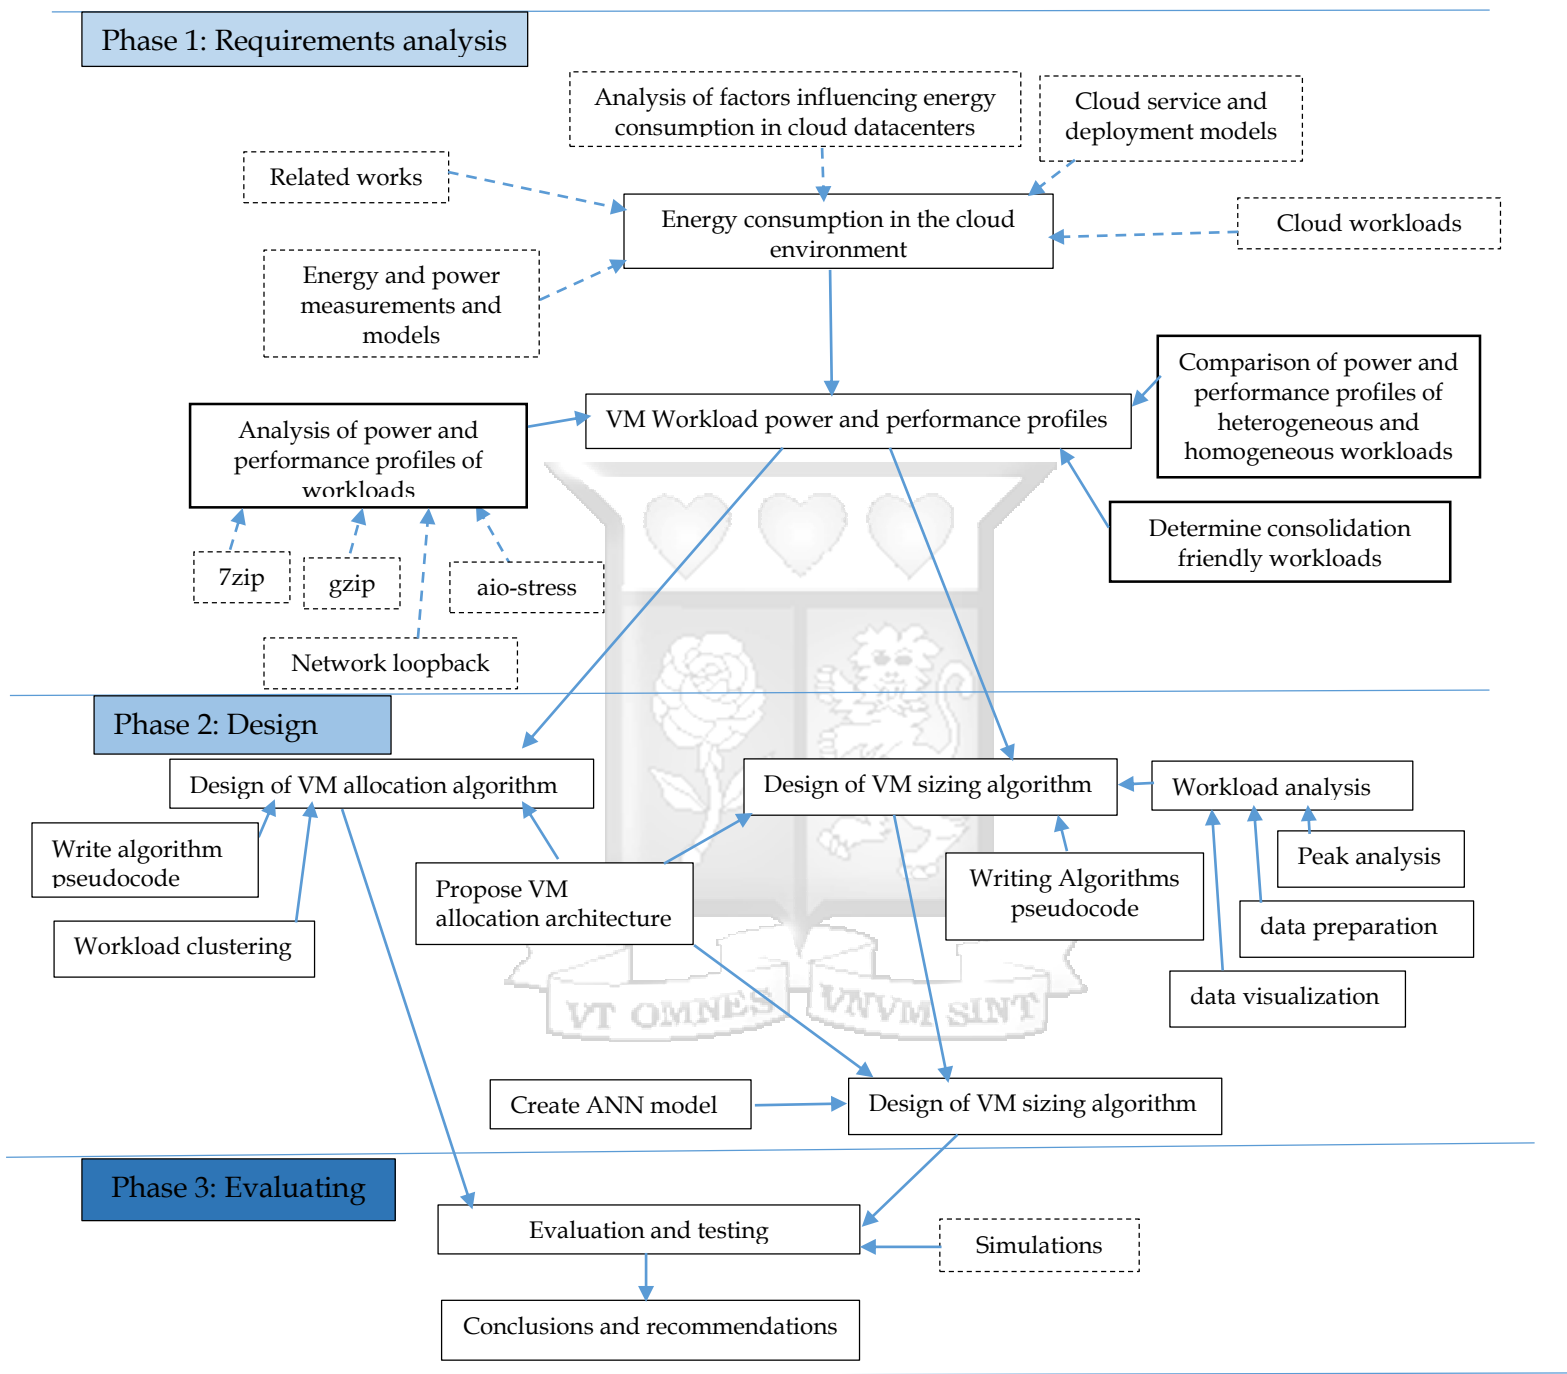 Phase 1: Requirements analysis
Analysis of factors influencing energy
consumption in cloud datacenters
Cloud service and
deployment models
Related works
Energy consumption in the cloud
environment
Cloud workloads
Energy and power
measurements and
models
Comparison of power and
performance profiles of
heterogeneous and
homogeneous workloads
VM Workload power and performance profiles
Analysis of power and
performance profiles of
workloads
Determine consolidation
friendly workloads
7zip
gzip
aio-stress
Network loopback
Phase 2: Design
Design of VM allocation algorithm
Design of VM sizing algorithm
Workload analysis
Write algorithm
pseudocode
Propose VM
allocation architecture
Writing Algorithms
pseudocode
Peak analysis
data preparation
Workload clustering
data visualization
VT OMNES VNVM SINT
Create ANN model
Design of VM sizing algorithm
Phase 3: Evaluating
Evaluation and testing
Simulations
Conclusions and recommendations